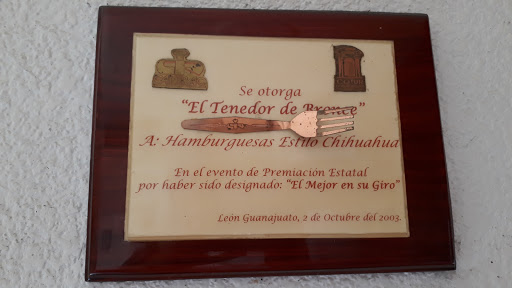 Se otorga
"El Tenedor de Bronce"
A: Hamburguesas Estilo Chihuahua
En el evento de Premiación Estatal
por haber sido designado: "El Mejor en su Giro"
León Guanajuato, 2 de Octubre del 2003.